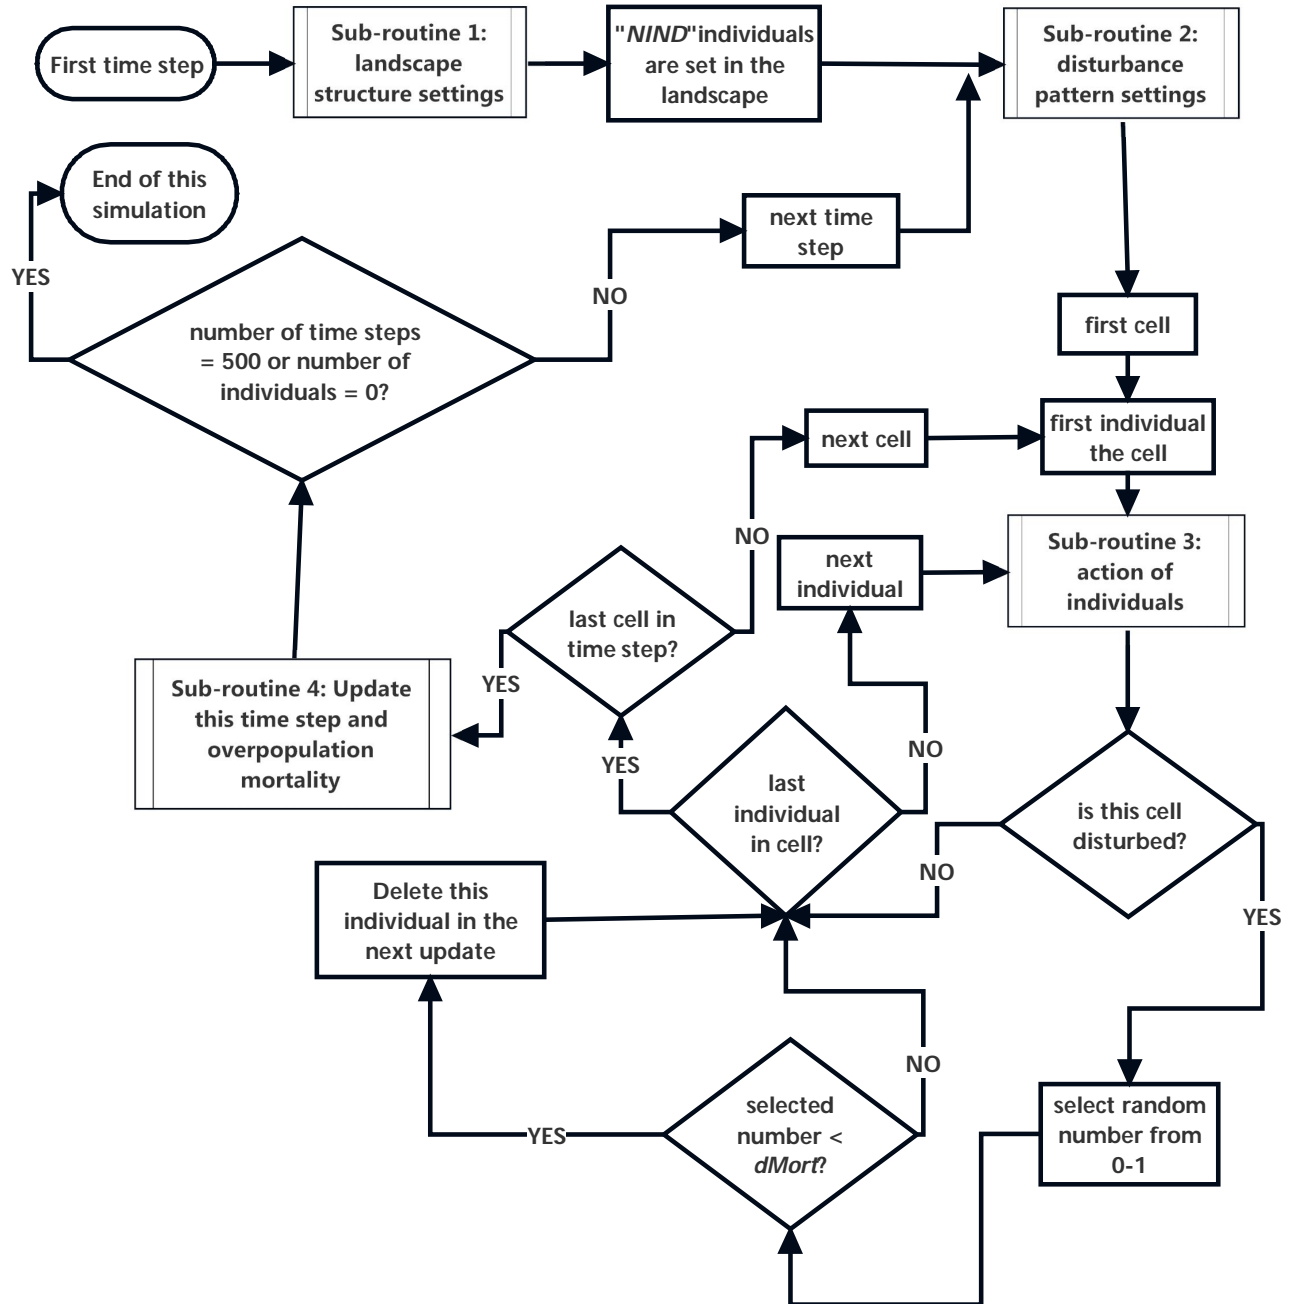 First time step
Sub-routine 1:
landscape
structure settings
"NIND"individuals
are set in the
landscape
Sub-routine 2:
disturbance
pattern settings
End of this
simulation
YES
next time
step
NO
number of time steps
= 500 or number of
individuals = 0?
first cell
next cell
first individual
the cell
NO
next
individual
Sub-routine 3:
action of
individuals
last cell in
time step?
YES
Sub-routine 4: Update
this time step and
overpopulation
mortality
YES
NO
last
individual
in cell?
is this cell
disturbed?
NO
YES
Delete this
individual in the
next update
NO
selected
number <
dMort?
YES
select random
number from
0-1